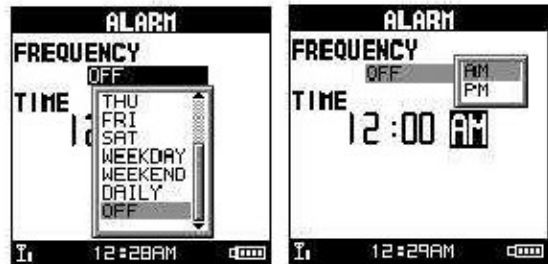 ALARM
FREQUENCY
OFF
TIME
THU
FRI
SAT
WEEKDAY
WEEKEND
DAILY
OFF
12:28AM
ALARM
FREQUENCY
OFF
AM
PM
TIME
12:00 AM
12:29AM